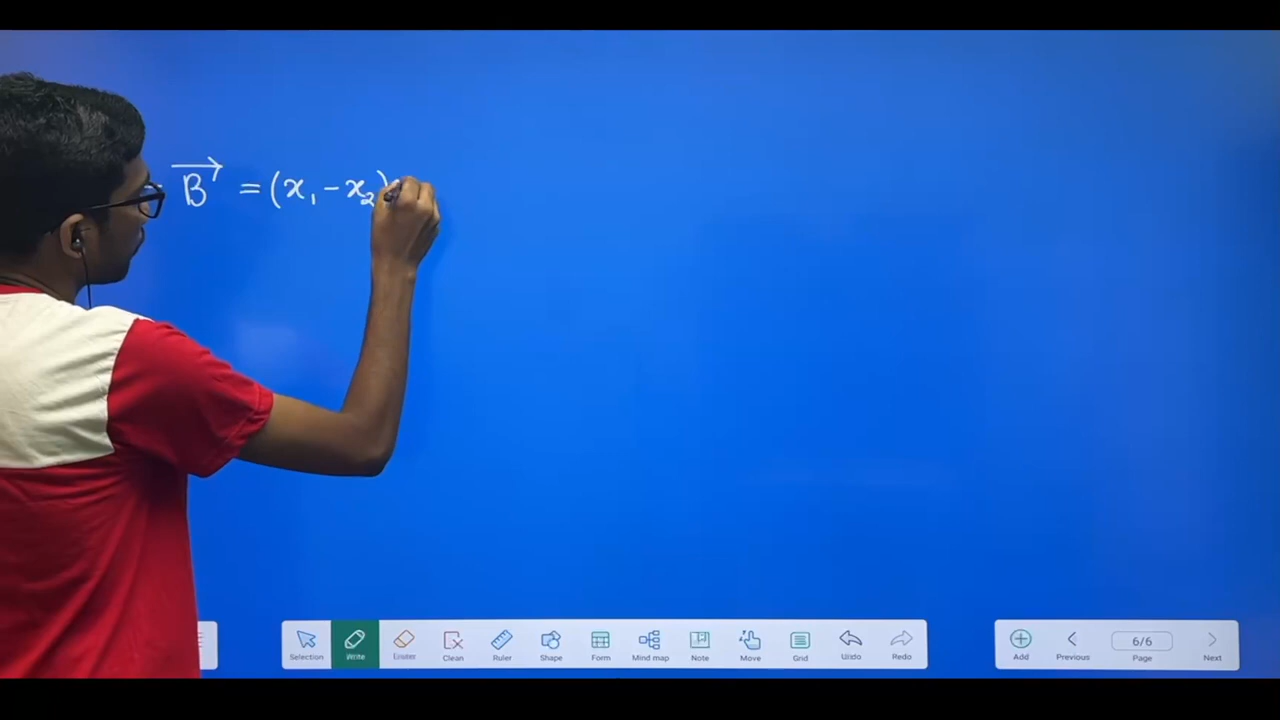 B⃗ = (x₁ - x₂)
Selection Write Eraser Clean Ruler Shape Form Mind map Note Move Grid Undo Redo
Add Previous 6/6 Page Next